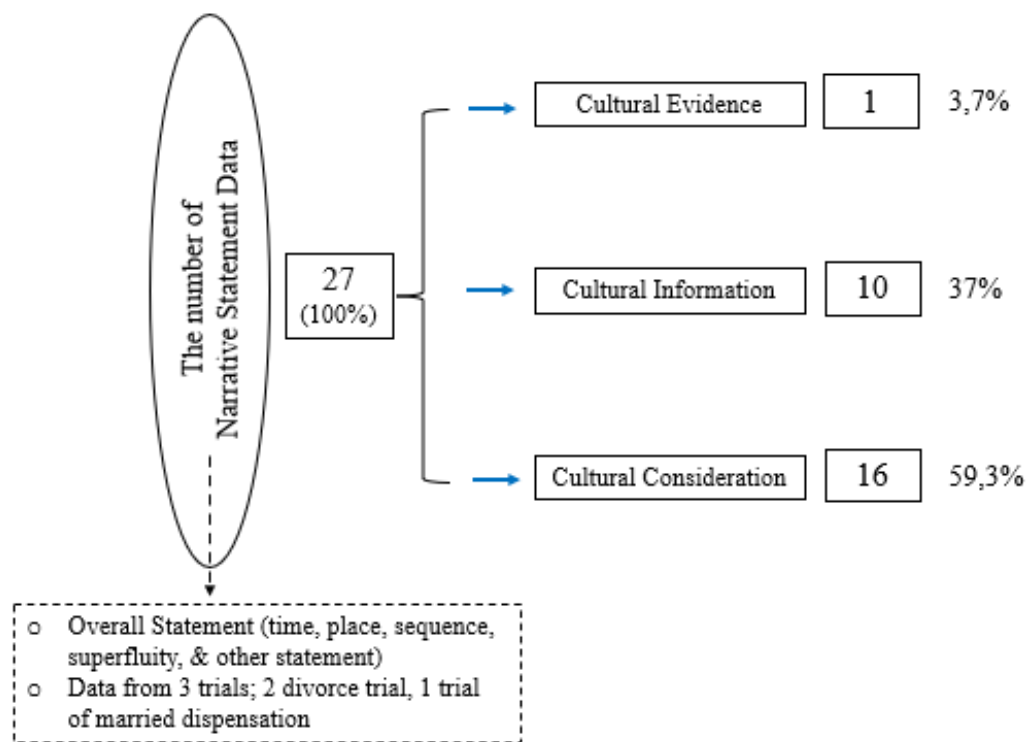 The number of
Narrative Statement Data
27
(100%)
Cultural Evidence
1
3,7%
Cultural Information
10
37%
Cultural Consideration
16
59,3%
o Overall Statement (time, place, sequence,
superfluity, & other statement)
o Data from 3 trials; 2 divorce trial, 1 trial
of married dispensation